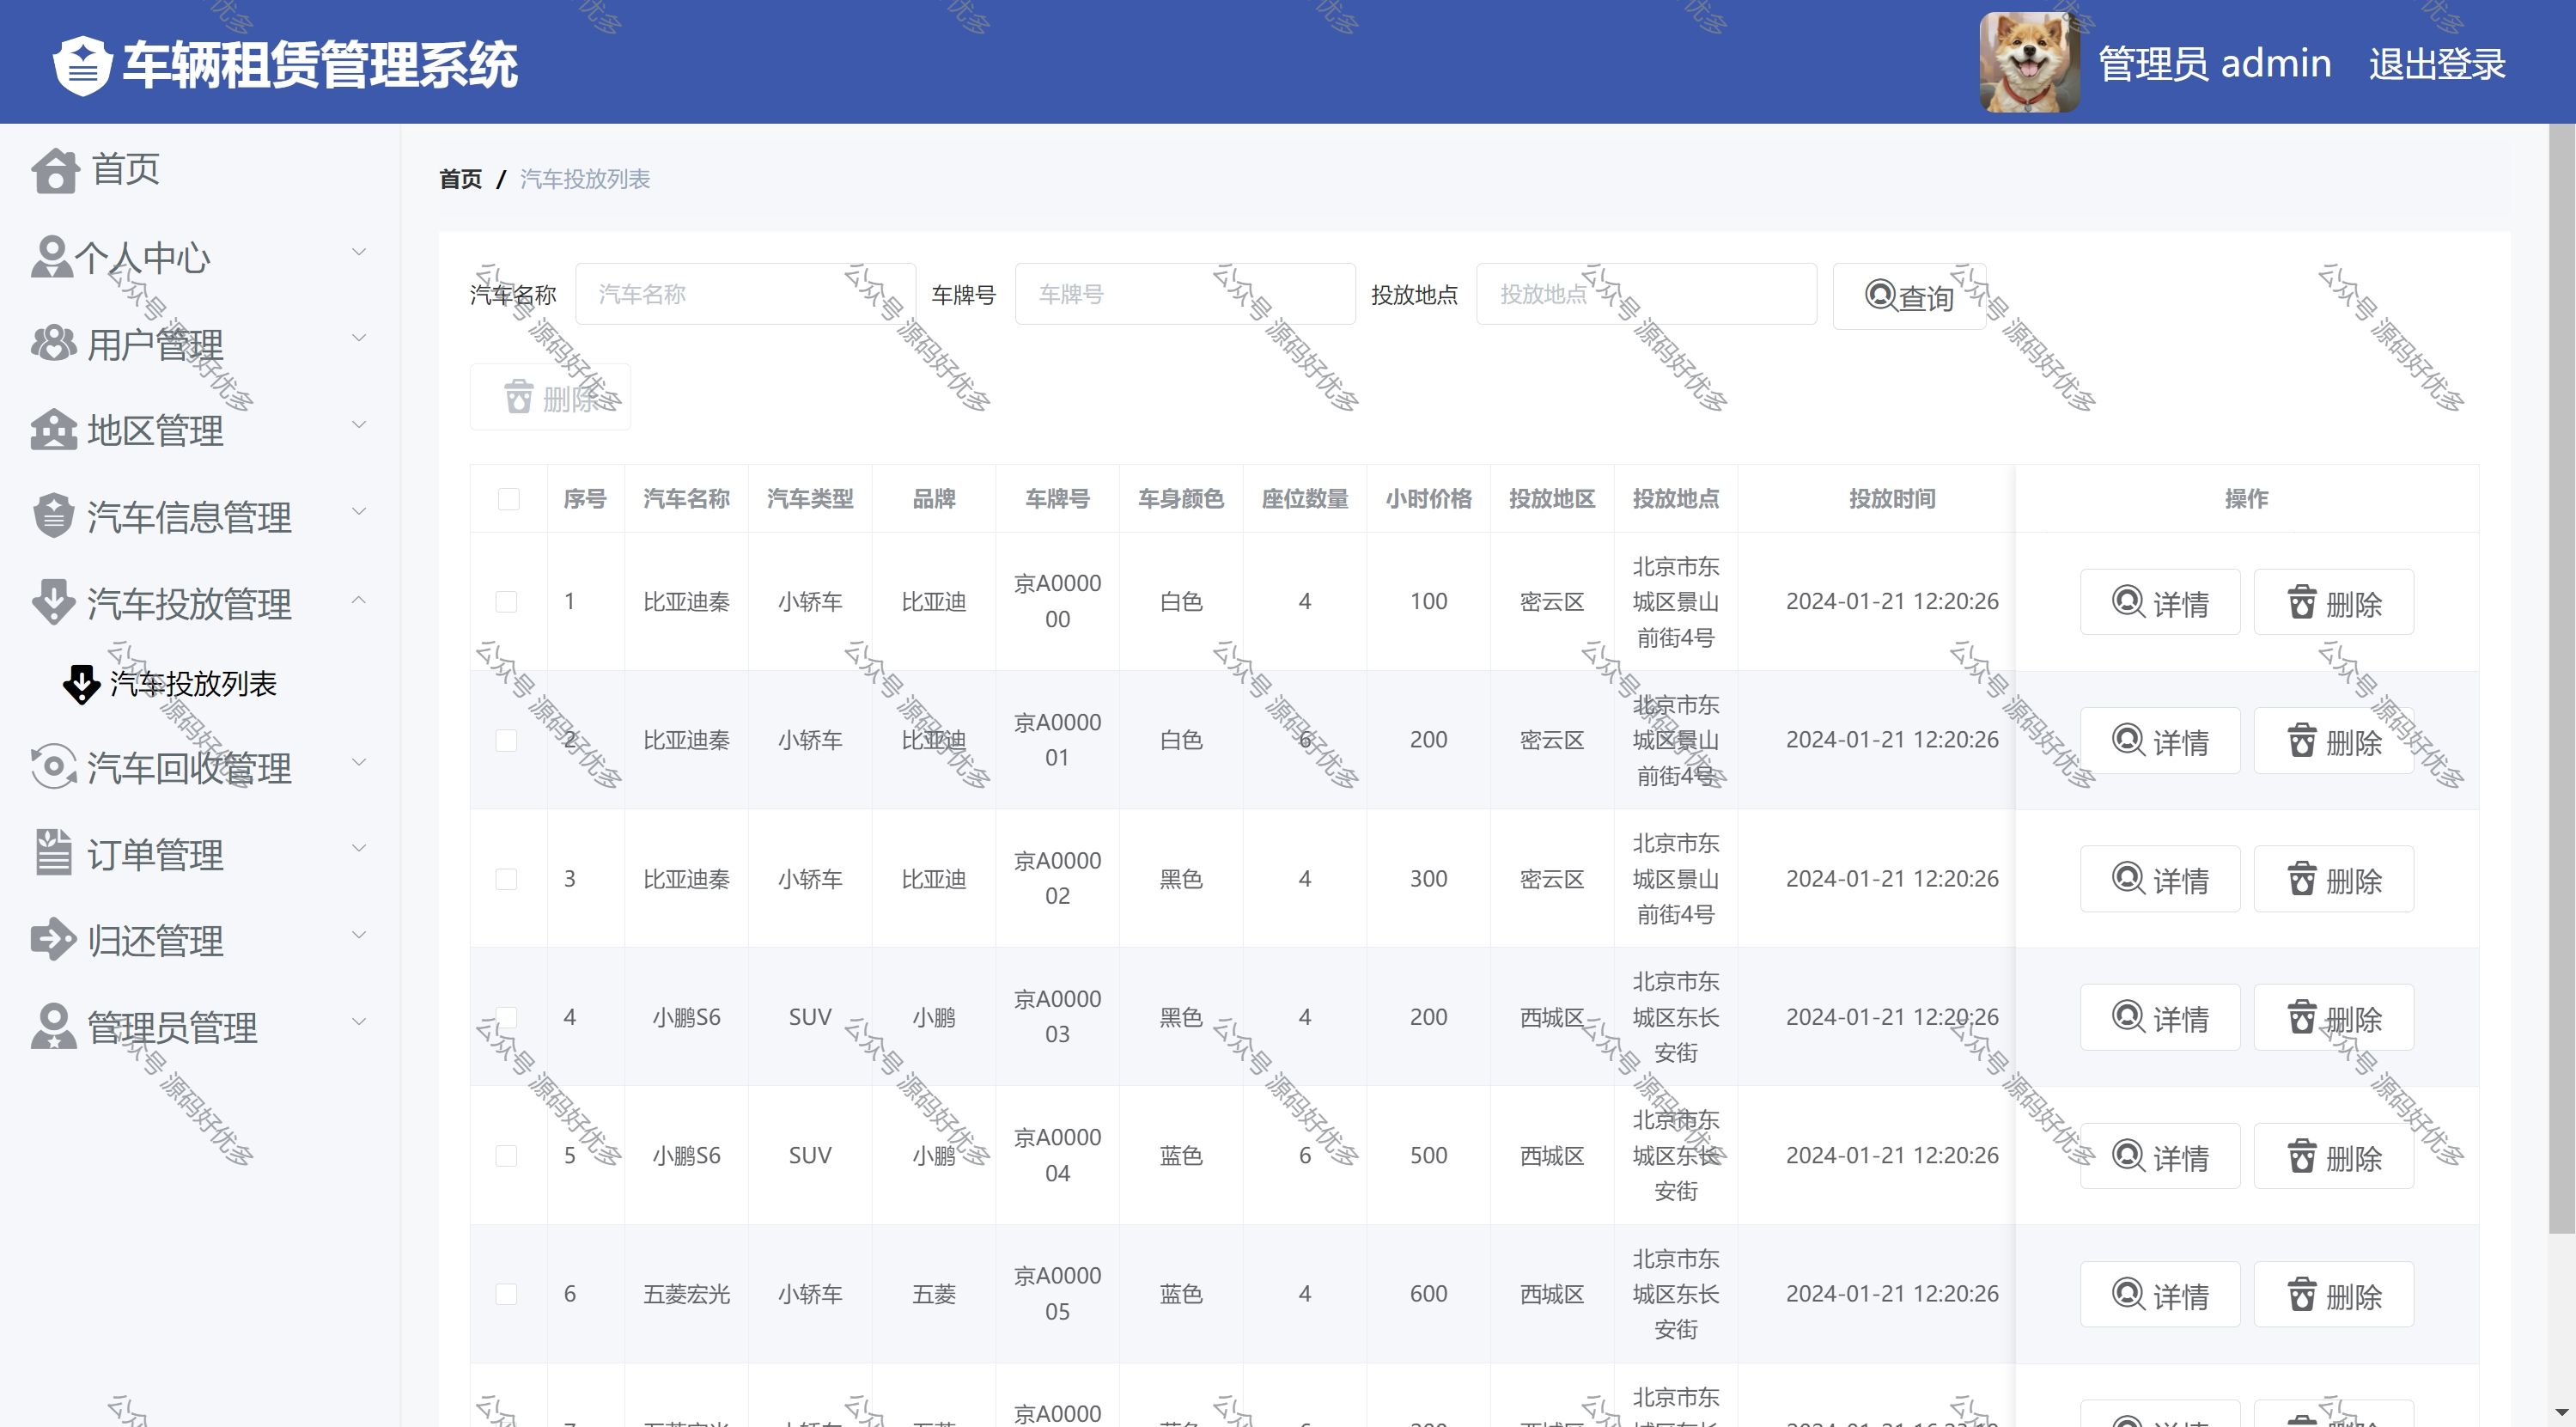 车辆租赁管理系统
管理员 admin 退出登录
首页
个人中心
用户管理
地区管理
汽车信息管理
汽车投放管理
汽车投放列表
汽车回收管理
订单管理
归还管理
管理员管理
首页 / 汽车投放列表
汽车名称 汽车名称 车牌号 车牌号 投放地点 投放地点 查询
删除
序号 汽车名称 汽车类型 品牌 车牌号 车身颜色 座位数量 小时价格 投放地区 投放地点 投放时间 操作
1 比亚迪秦 小轿车 比亚迪 京A000000 白色 4 100 密云区 北京市东城区景山前街4号 2024-01-21 12:20:26 详情 删除
2 比亚迪秦 小轿车 比亚迪 京A000001 白色 6 200 密云区 北京市东城区景山前街4号 2024-01-21 12:20:26 详情 删除
3 比亚迪秦 小轿车 比亚迪 京A000002 黑色 4 300 密云区 北京市东城区景山前街4号 2024-01-21 12:20:26 详情 删除
4 小鹏S6 SUV 小鹏 京A000003 黑色 4 200 西城区 北京市东城区东长安街 2024-01-21 12:20:26 详情 删除
5 小鹏S6 SUV 小鹏 京A000004 蓝色 6 500 西城区 北京市东城区东长安街 2024-01-21 12:20:26 详情 删除
6 五菱宏光 小轿车 五菱 京A000005 蓝色 4 600 西城区 北京市东城区东长安街 2024-01-21 12:20:26 详情 删除
京A0000 北京市东
公众号 源码好优多